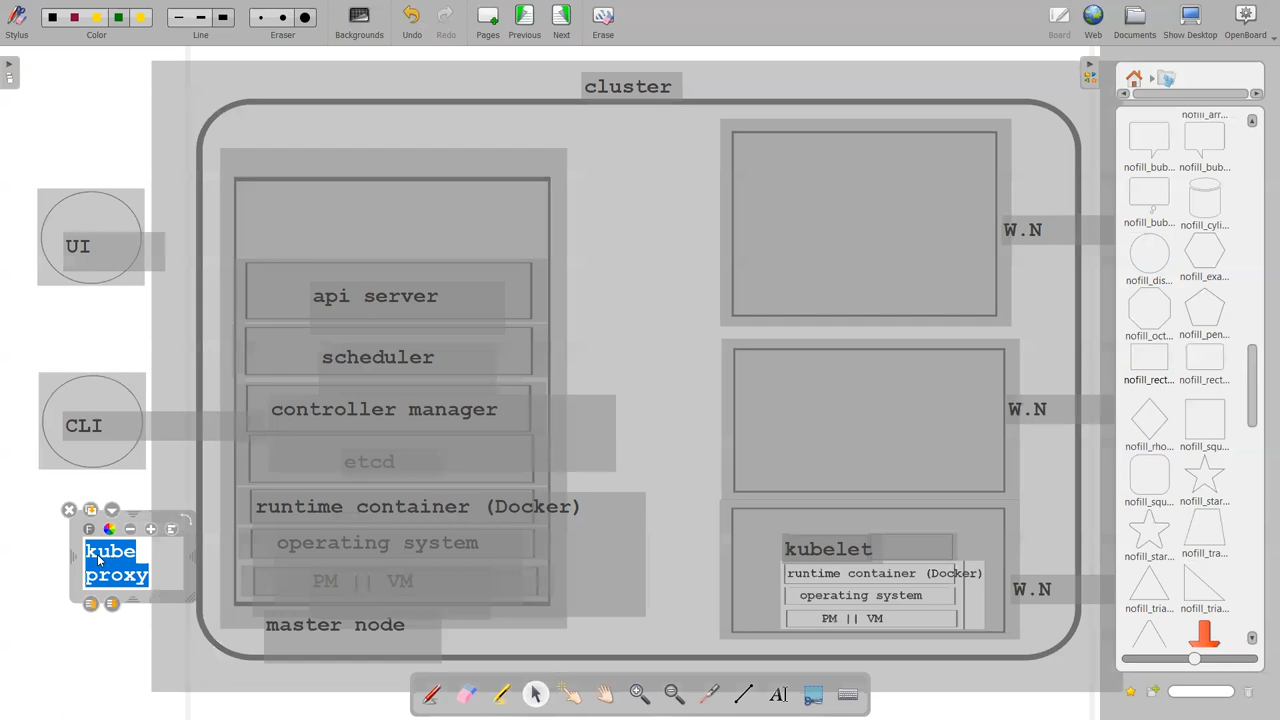 Stylus
Color
Line
Eraser
Backgrounds
Undo
Redo
Pages
Previous
Next
Erase
Board
Web
Documents
Show Desktop
OpenBoard
cluster
UI
CLI
api server
scheduler
controller manager
etcd
runtime container (Docker)
operating system
PM || VM
master node
W.N
W.N
kubelet
runtime container (Docker)
operating system
PM || VM
W.N
F
kube
proxy
nofill_arr...
nofill_bub...
nofill_bub...
nofill_bub...
nofill_cyli...
nofill_dis...
nofill_exa...
nofill_oct...
nofill_pen...
nofill_rect...
nofill_rect...
nofill_rho...
nofill_squ...
nofill_squ...
nofill_star...
nofill_star...
nofill_tra...
nofill_tria...
nofill_tria...